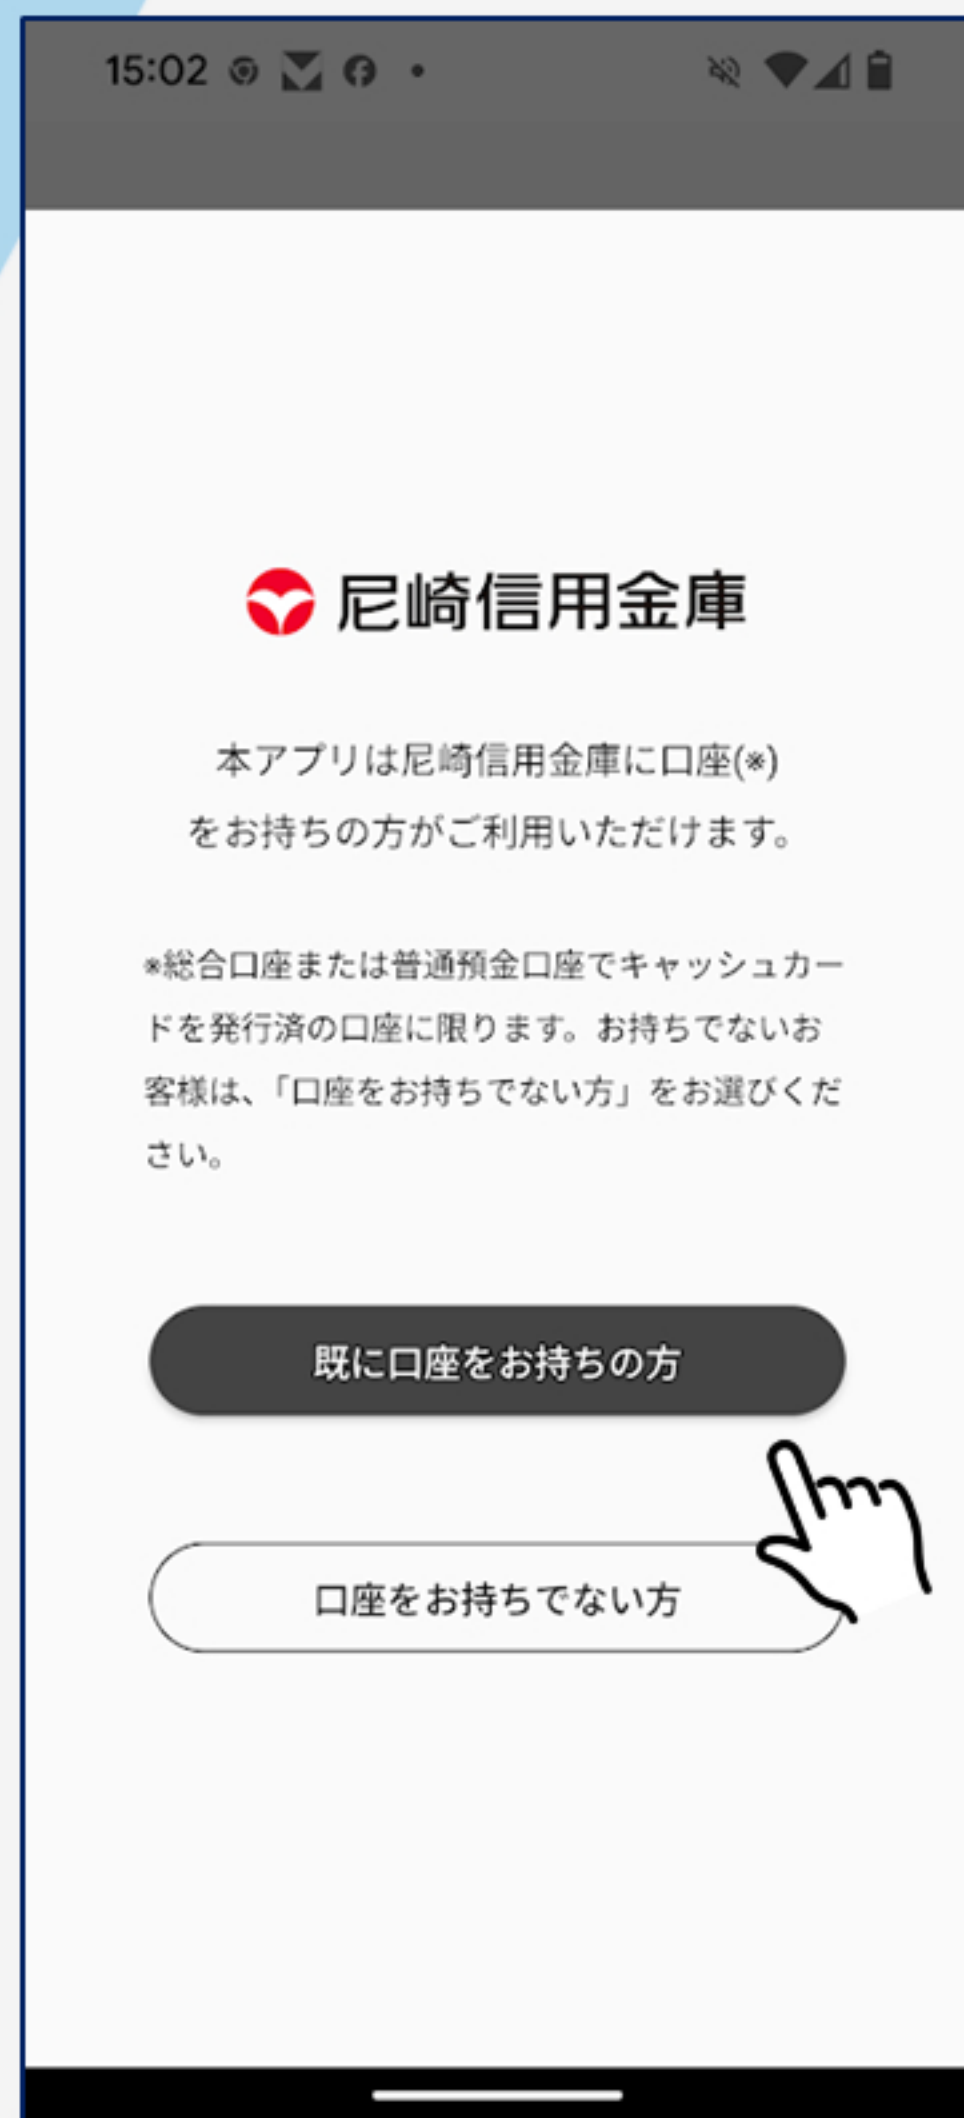 15:02
尼崎信用金庫
本アプリは尼崎信用金庫に口座(※)
をお持ちの方がご利用いただけます。
※総合口座または普通預金口座でキャッシュカー
ドを発行済の口座に限ります。お持ちでないお
客様は、「口座をお持ちでない方」をお選びくだ
さい。
既に口座をお持ちの方
口座をお持ちでない方